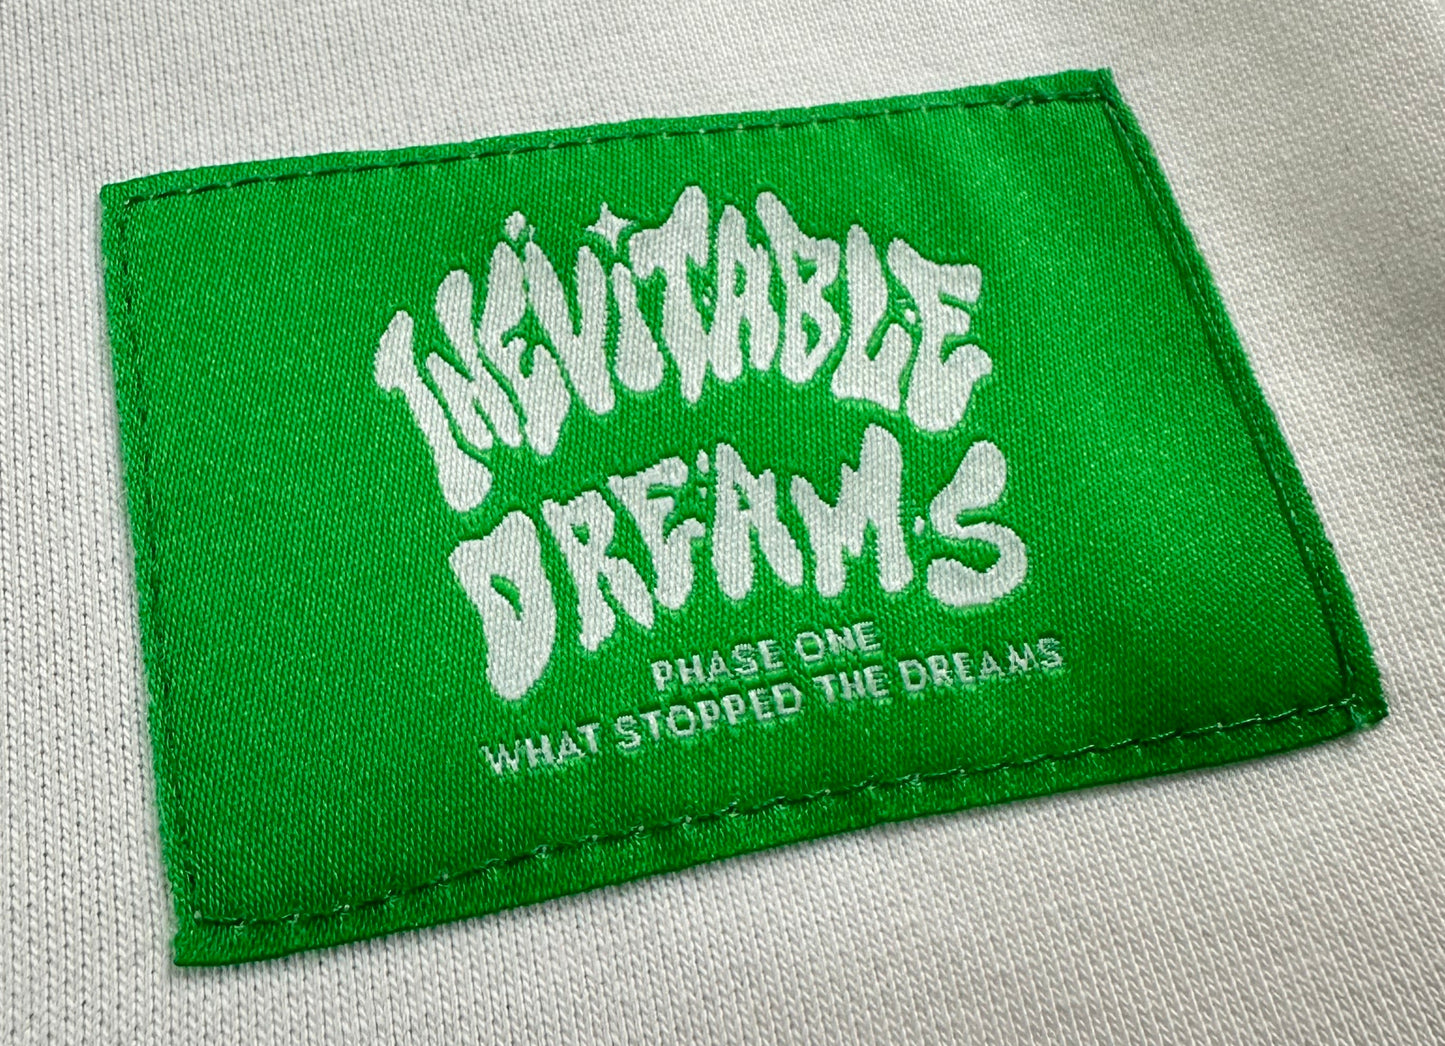 INEVITABLE
DREAMS
PHASE ONE
WHAT STOPPED THE DREAMS